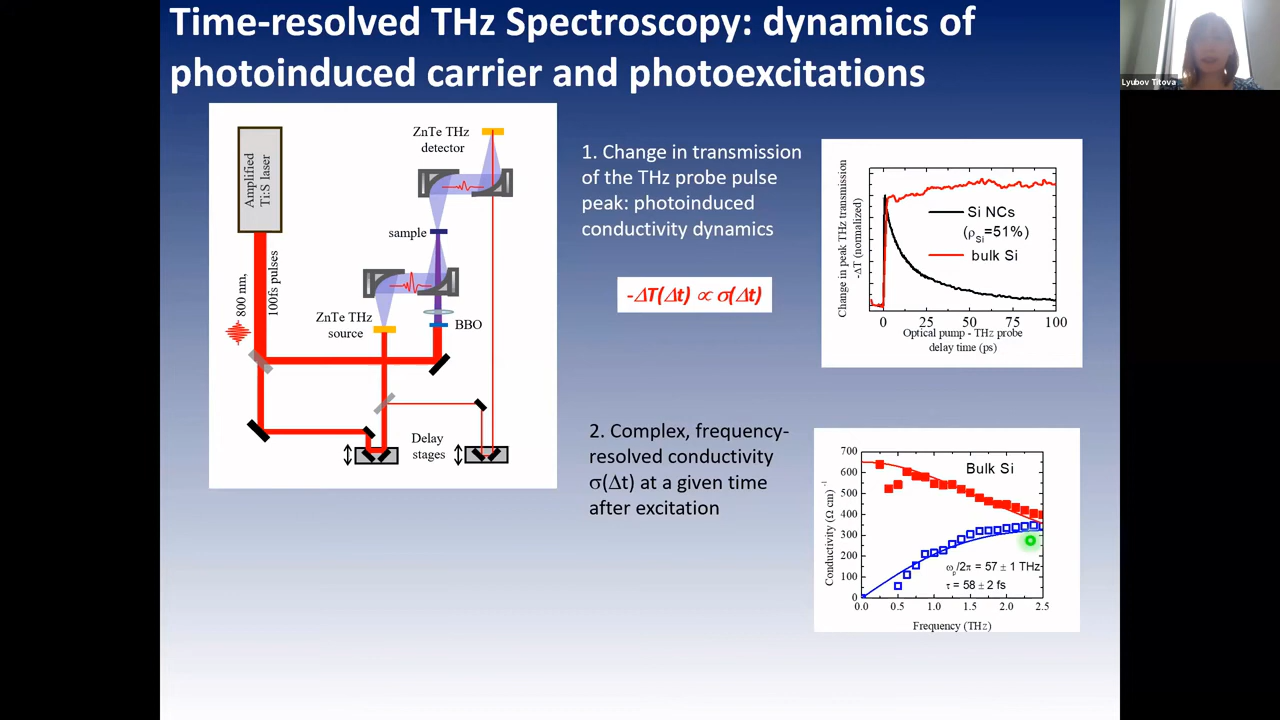 Time-resolved THz Spectroscopy: dynamics of
photoinduced carrier and photoexcitations
Lyubov Titova
Amplified
Ti:S laser
800 nm,
100fs pulses
ZnTe THz
detector
sample
ZnTe THz
source
BBO
Delay
stages
1. Change in transmission
of the THz probe pulse
peak: photoinduced
conductivity dynamics
-ΔT(Δt) ∝ σ(Δt)
Change in peak THz transmission
-ΔT (normalized)
Si NCs
(ρSi=51%)
bulk Si
0 25 50 75 100
Optical pump - THz probe
delay time (ps)
2. Complex, frequency-
resolved conductivity
σ(Δt) at a given time
after excitation
Conductivity (Ω cm)⁻¹
700
600
500
400
300
200
100
0
Bulk Si
ωp/2π = 57 ± 1 THz
τ = 58 ± 2 fs
0.0 0.5 1.0 1.5 2.0 2.5
Frequency (THz)